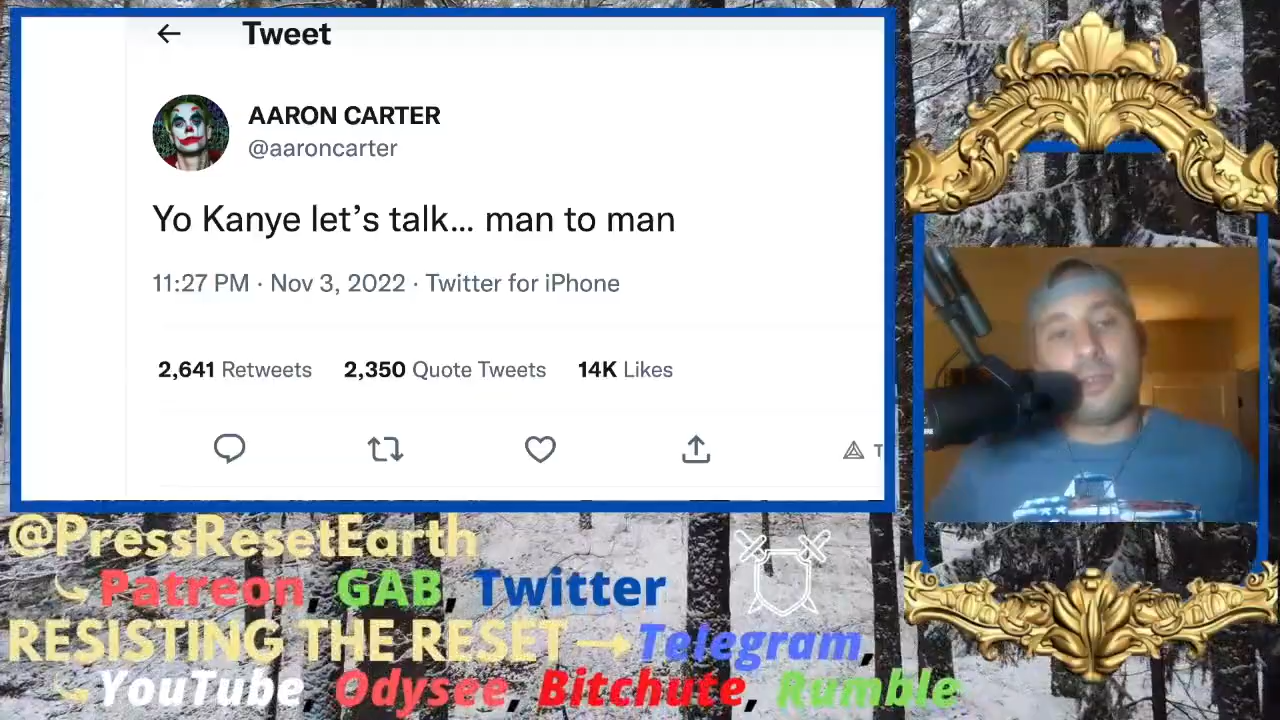 Tweet
AARON CARTER
@aaroncarter
Yo Kanye let’s talk... man to man
11:27 PM · Nov 3, 2022 · Twitter for iPhone
2,641 Retweets 2,350 Quote Tweets 14K Likes
T
@PressResetEarth
Patreon, GAB, Twitter
RESISTING THE RESET → Telegram,
YouTube, Odysee, Bitchute, Rumble